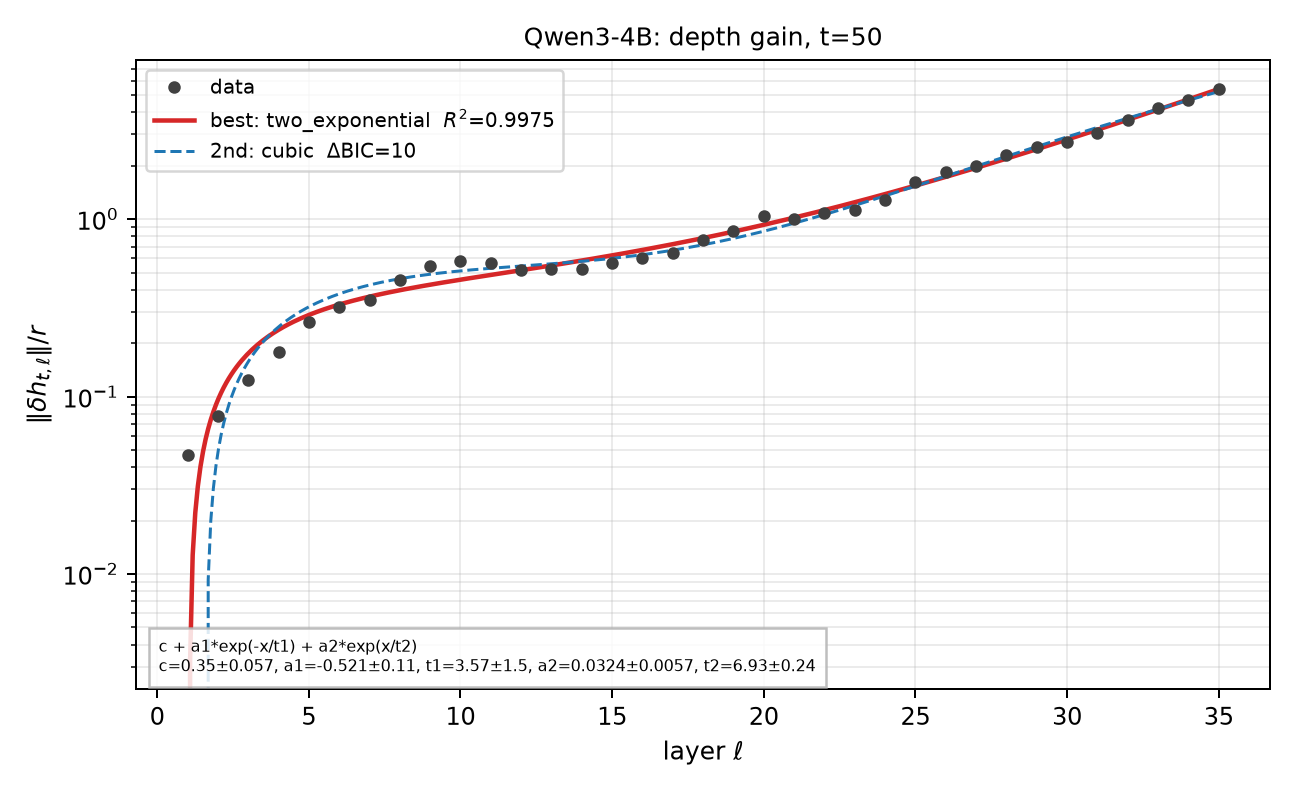 Qwen3-4B: depth gain, t=50
data
best: two_exponential R²=0.9975
2nd: cubic ΔBIC=10
‖δh_{t,ℓ}‖/r
10⁰
10⁻¹
10⁻²
c + a1*exp(-x/t1) + a2*exp(x/t2)
c=0.35±0.057, a1=-0.521±0.11, t1=3.57±1.5, a2=0.0324±0.0057, t2=6.93±0.24
0 5 10 15 20 25 30 35
layer ℓ